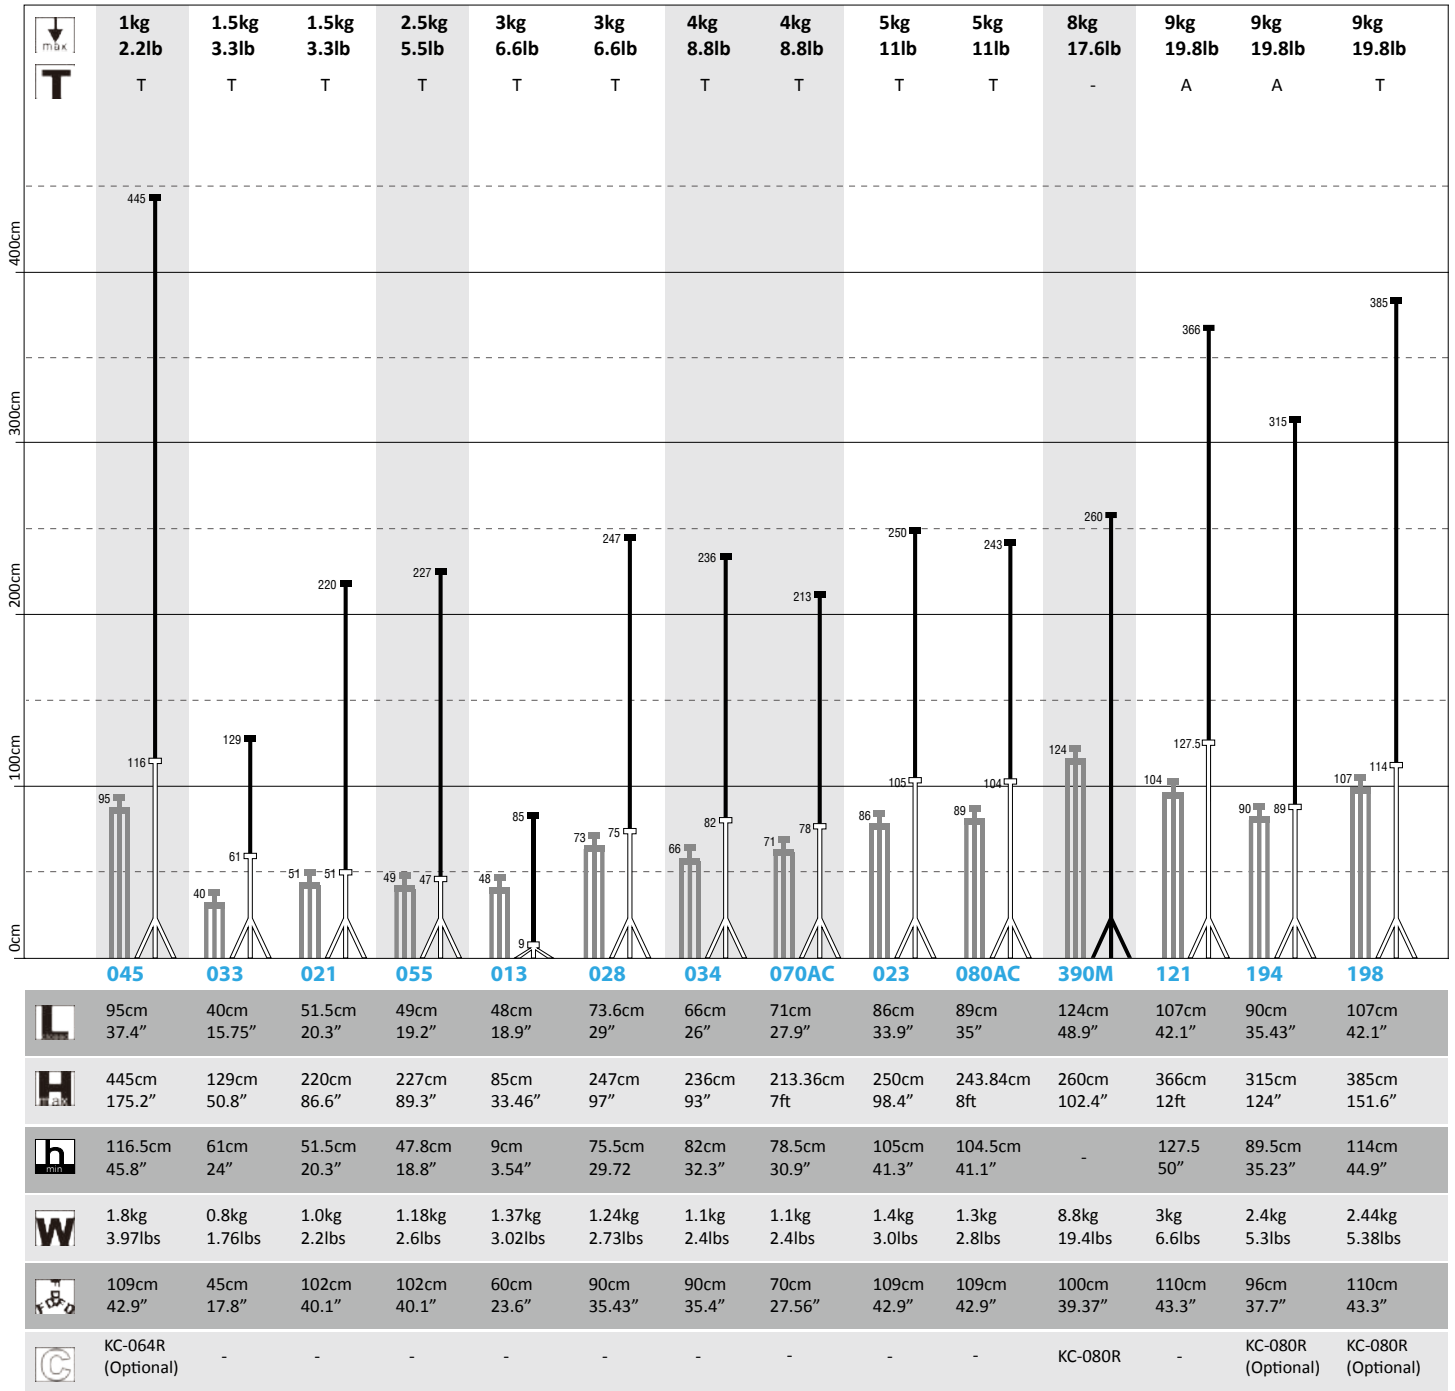 1kg 1.5kg 1.5kg 2.5kg 3kg 3kg 4kg 4kg 5kg 5kg 8kg 9kg 9kg 9kg
max 2.2lb 3.3lb 3.3lb 5.5lb 6.6lb 6.6lb 8.8lb 8.8lb 11lb 11lb 17.6lb 19.8lb 19.8lb 19.8lb
T T T T T T T T T T T - A A T
445
400cm
385
366
300cm
315
260
250
247
243
236
227
220
213
200cm
129
127.5
124
116
114
107
105
104
104
100cm
95
90
89
89
86
85
82
78
75
73
71
66
61
51
51
49
47
48
40
9
0cm
045 033 021 055 013 028 034 070AC 023 080AC 390M 121 194 198
L 95cm 40cm 51.5cm 49cm 48cm 73.6cm 66cm 71cm 86cm 89cm 124cm 107cm 90cm 107cm
37.4” 15.75” 20.3” 19.2” 18.9” 29” 26” 27.9” 33.9” 35” 48.9” 42.1” 35.43” 42.1”
H 445cm 129cm 220cm 227cm 85cm 247cm 236cm 213.36cm 250cm 243.84cm 260cm 366cm 315cm 385cm
max 175.2” 50.8” 86.6” 89.3” 33.46” 97” 93” 7ft 98.4” 8ft 102.4” 12ft 124” 151.6”
h 116.5cm 61cm 51.5cm 47.8cm 9cm 75.5cm 82cm 78.5cm 105cm 104.5cm - 127.5 89.5cm 114cm
min 45.8” 24” 20.3” 18.8” 3.54” 29.72 32.3” 30.9” 41.3” 41.1” 50” 35.23” 44.9”
W 1.8kg 0.8kg 1.0kg 1.18kg 1.37kg 1.24kg 1.1kg 1.1kg 1.4kg 1.3kg 8.8kg 3kg 2.4kg 2.44kg
3.97lbs 1.76lbs 2.2lbs 2.6lbs 3.02lbs 2.73lbs 2.4lbs 2.4lbs 3.0lbs 2.8lbs 19.4lbs 6.6lbs 5.3lbs 5.38lbs
109cm 45cm 102cm 102cm 60cm 90cm 90cm 70cm 109cm 109cm 100cm 110cm 96cm 110cm
42.9” 17.8” 40.1” 40.1” 23.6” 35.43” 35.4” 27.56” 42.9” 42.9” 39.37” 43.3” 37.7” 43.3”
C KC-064R - - - - - - - - - KC-080R - KC-080R KC-080R
(Optional) (Optional) (Optional)